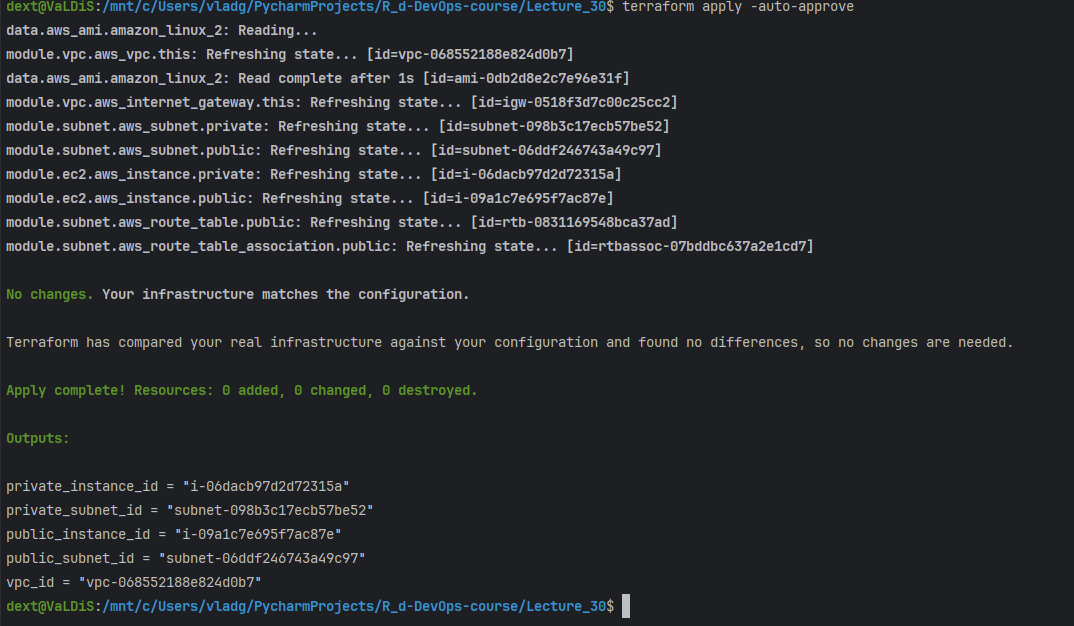 dext@VaLDiS:/mnt/c/Users/vladg/PycharmProjects/R_d-DevOps-course/Lecture_30$ terraform apply -auto-approve
data.aws_ami.amazon_linux_2: Reading...
module.vpc.aws_vpc.this: Refreshing state... [id=vpc-068552188e824d0b7]
data.aws_ami.amazon_linux_2: Read complete after 1s [id=ami-0db2d8e2c7e96e31f]
module.vpc.aws_internet_gateway.this: Refreshing state... [id=igw-0518f3d7c00c25cc2]
module.subnet.aws_subnet.private: Refreshing state... [id=subnet-098b3c17ecb57be52]
module.subnet.aws_subnet.public: Refreshing state... [id=subnet-06ddf246743a49c97]
module.ec2.aws_instance.private: Refreshing state... [id=i-06dacb97d2d72315a]
module.ec2.aws_instance.public: Refreshing state... [id=i-09a1c7e695f7ac87e]
module.subnet.aws_route_table.public: Refreshing state... [id=rtb-0831169548bca37ad]
module.subnet.aws_route_table_association.public: Refreshing state... [id=rtbassoc-07bddbc637a2e1cd7]
No changes. Your infrastructure matches the configuration.
Terraform has compared your real infrastructure against your configuration and found no differences, so no changes are needed.
Apply complete! Resources: 0 added, 0 changed, 0 destroyed.
Outputs:
private_instance_id = "i-06dacb97d2d72315a"
private_subnet_id = "subnet-098b3c17ecb57be52"
public_instance_id = "i-09a1c7e695f7ac87e"
public_subnet_id = "subnet-06ddf246743a49c97"
vpc_id = "vpc-068552188e824d0b7"
dext@VaLDiS:/mnt/c/Users/vladg/PycharmProjects/R_d-DevOps-course/Lecture_30$